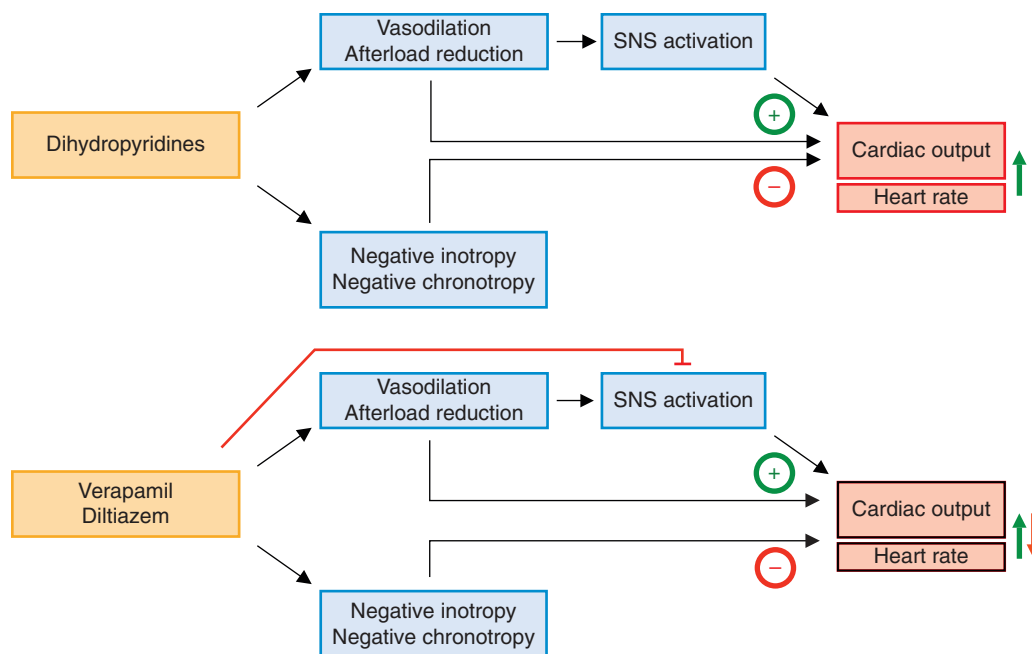 Vasodilation
Afterload reduction
SNS activation
+
Dihydropyridines
Cardiac output
−
Heart rate
Negative inotropy
Negative chronotropy
Vasodilation
Afterload reduction
SNS activation
+
Verapamil
Diltiazem
Cardiac output
Heart rate
−
Negative inotropy
Negative chronotropy